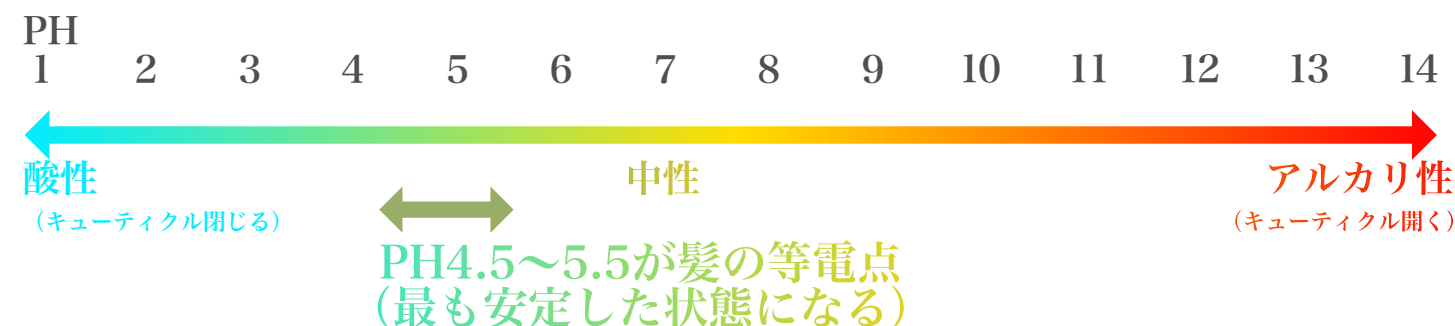 PH
1 2 3 4 5 6 7 8 9 10 11 12 13 14
酸性 中性 アルカリ性
（キューティクル閉じる） （キューティクル開く）
PH4.5〜5.5が髪の等電点
（最も安定した状態になる）